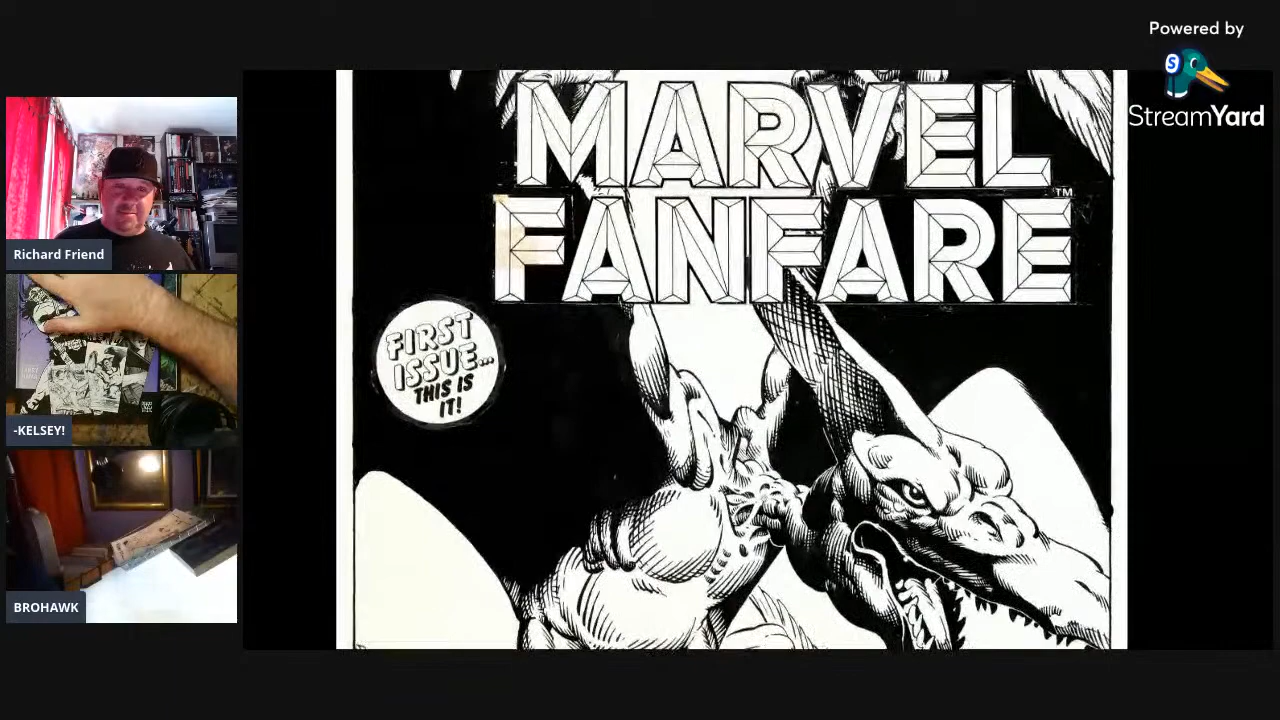 Powered by
StreamYard
Richard Friend
-KELSEY!
BROHAWK
MARVEL
FANFARE
TM
FIRST
ISSUE...
THIS IS
IT!